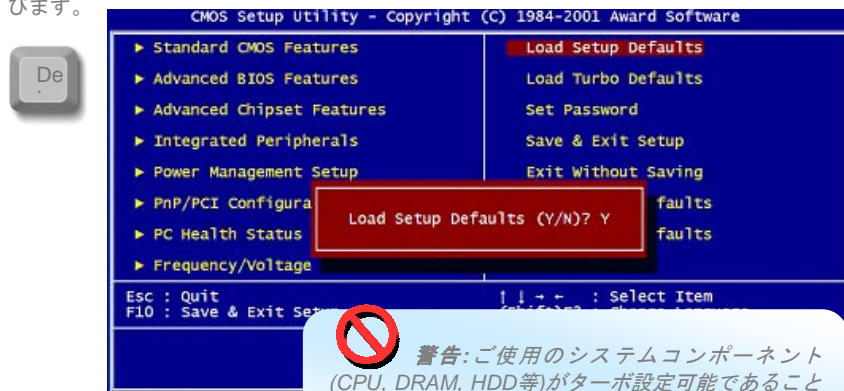 びます。
CMOS Setup Utility - Copyright (C) 1984-2001 Award Software
► Standard CMOS Features
► Advanced BIOS Features
► Advanced Chipset Features
► Integrated Peripherals
► Power Management Setup
► PnP/PCI Configura
► PC Health Status
► Frequency/Voltage
Load Setup Defaults
Load Turbo Defaults
Set Password
Save & Exit Setup
Exit Without Saving
faults
faults
Load Setup Defaults (Y/N)? Y
De
Esc : Quit
F10 : Save & Exit Set
↑ ↓ → ← : Select Item
警告:ご使用のシステムコンポーネント
(CPU, DRAM, HDD等)がターボ設定可能であること